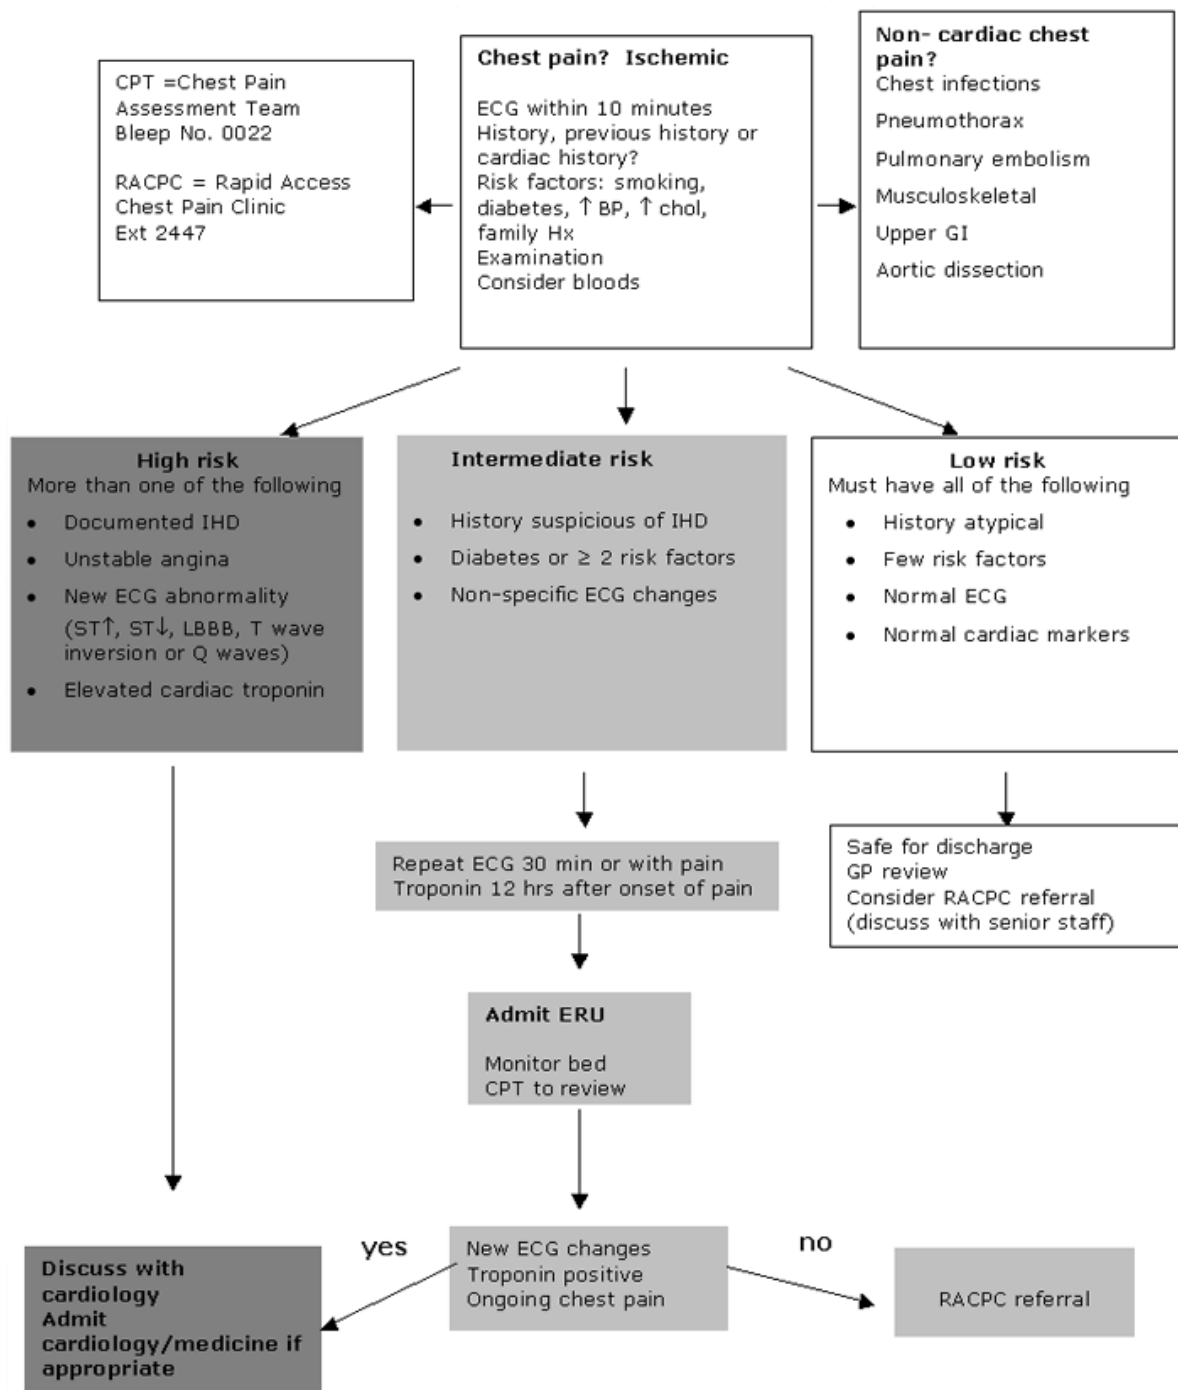 CPT =Chest Pain
Assessment Team
Bleep No. 0022
RACPC = Rapid Access
Chest Pain Clinic
Ext 2447
Chest pain?  Ischemic
ECG within 10 minutes
History, previous history or
cardiac history?
Risk factors: smoking,
diabetes, ↑ BP, ↑ chol,
family Hx
Examination
Consider bloods
Non- cardiac chest
pain?
Chest infections
Pneumothorax
Pulmonary embolism
Musculoskeletal
Upper GI
Aortic dissection
High risk
More than one of the following
• Documented IHD
• Unstable angina
• New ECG abnormality
(ST↑, ST↓, LBBB, T wave
inversion or Q waves)
• Elevated cardiac troponin
Intermediate risk
• History suspicious of IHD
• Diabetes or ≥ 2 risk factors
• Non-specific ECG changes
Low risk
Must have all of the following
• History atypical
• Few risk factors
• Normal ECG
• Normal cardiac markers
Repeat ECG 30 min or with pain
Troponin 12 hrs after onset of pain
Safe for discharge
GP review
Consider RACPC referral
(discuss with senior staff)
Admit ERU
Monitor bed
CPT to review
yes
New ECG changes
Troponin positive
Ongoing chest pain
no
Discuss with
cardiology
Admit
cardiology/medicine if
appropriate
RACPC referral